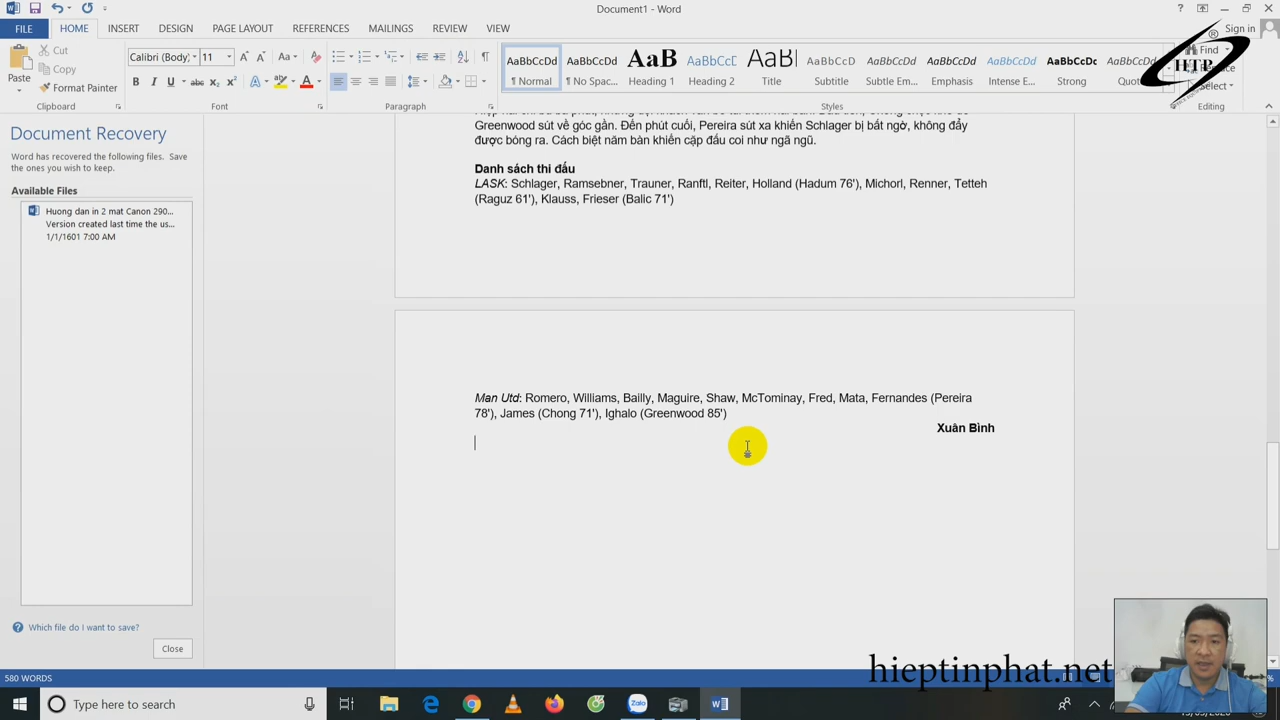 Document1 - Word
?
Sign in
FILE HOME INSERT DESIGN PAGE LAYOUT REFERENCES MAILINGS REVIEW VIEW
®
HTP
Paste
Cut
Copy
Format Painter
Clipboard
Calibri (Body) 11
Font
Paragraph
AaBbCcDd AaBbCcDd AaB AaBbCcD AaB AaBbCcD AaBbCcDd AaBbCcDd AaBbCcDd AaBbCcDc AaBbCcDd
¶ Normal ¶ No Spac... Heading 1 Heading 2 Title Subtitle Subtle Em... Emphasis Intense E... Strong
Styles
Find
Select
Editing
Document Recovery
Word has recovered the following files. Save
the ones you wish to keep.
Available Files
Huong dan in 2 mat Canon 290...
Version created last time the us...
1/1/1601 7:00 AM
Which file do I want to save?
Close
Greenwood sút về góc gần. Đến phút cuối, Pereira sút xa khiến Schlager bị bất ngờ, không đẩy
được bóng ra. Cách biệt năm bàn khiến cặp đấu coi như ngã ngũ.
Danh sách thi đấu
LASK: Schlager, Ramsebner, Trauner, Ranftl, Reiter, Holland (Hadum 76'), Michorl, Renner, Tetteh
(Raguz 61'), Klauss, Frieser (Balic 71')
Man Utd: Romero, Williams, Bailly, Maguire, Shaw, McTominay, Fred, Mata, Fernandes (Pereira
78'), James (Chong 71'), Ighalo (Greenwood 85')
Xuân Bình
580 WORDS
hieptinphat.net
Type here to search
Zalo